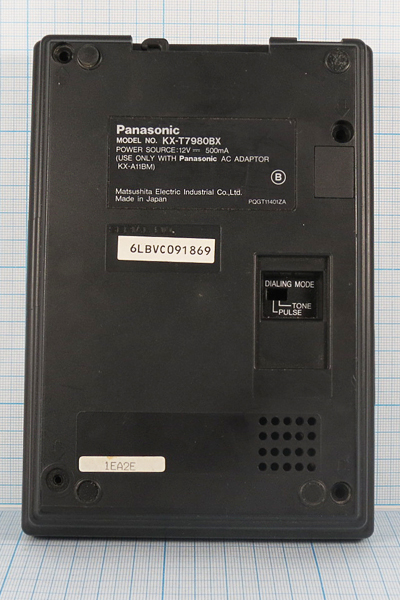 Panasonic
MODEL NO. KX-T7980BX
POWER SOURCE:12V⎓ 500mA
(USE ONLY WITH Panasonic AC ADAPTOR
KX-A11BM)
B
Matsushita Electric Industrial Co.,Ltd.
Made in Japan
PQGT11401ZA
6LBVC091869
DIALING MODE
TONE
PULSE
1EA2E